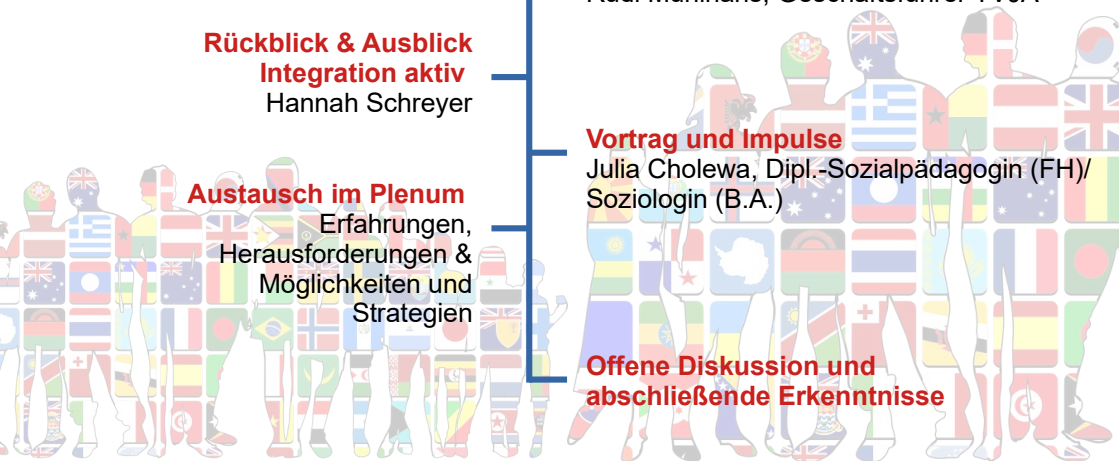 Geschäftsführer
Rückblick & Ausblick
Integration aktiv
Hannah Schreyer
Vortrag und Impulse
Julia Cholewa, Dipl.-Sozialpädagogin (FH)/
Soziologin (B.A.)
Austausch im Plenum
Erfahrungen,
Herausforderungen &
Möglichkeiten und
Strategien
Offene Diskussion und
abschließende Erkenntnisse